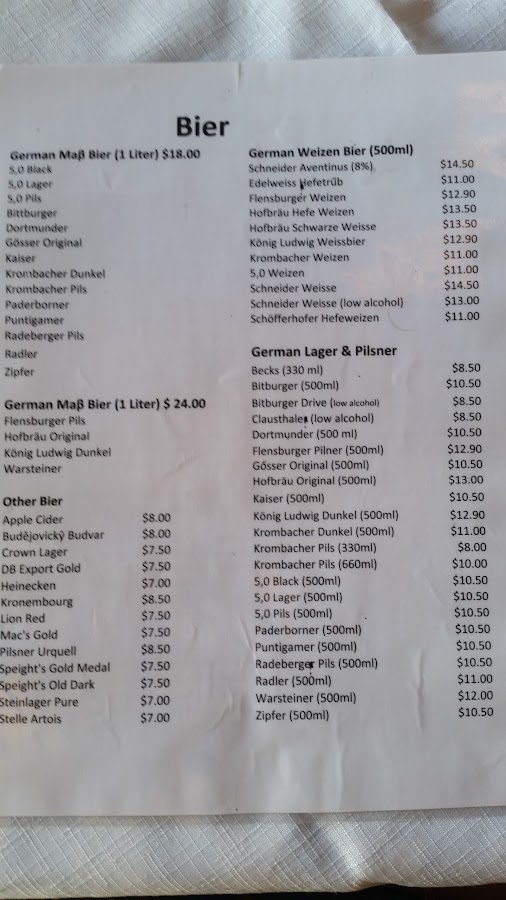 Bier
German Maβ Bier (1 Liter) $18.00
5,0 Black
5,0 Lager
5,0 Pils
Bittburger
Dortmunder
Gösser Original
Kaiser
Krombacher Dunkel
Krombacher Pils
Paderborner
Puntigamer
Radeberger Pils
Radler
Zipfer
German Maβ Bier (1 Liter) $ 24.00
Flensburger Pils
Hofbräu Original
König Ludwig Dunkel
Warsteiner
Other Bier
Apple Cider $8.00
Budějovický Budvar $8.00
Crown Lager $7.50
DB Export Gold $7.50
Heinecken $7.00
Kronembourg $8.50
Lion Red $7.50
Mac's Gold $7.50
Pilsner Urquell $8.50
Speight's Gold Medal $7.50
Speight's Old Dark $7.50
Steinlager Pure $7.00
Stelle Artois $7.00
German Weizen Bier (500ml)
Schneider Aventinus (8%) $14.50
Edelweiss Hefetrüb $11.00
Flensburger Weizen $12.90
Hofbräu Hefe Weizen $13.50
Hofbräu Schwarze Weisse $13.50
König Ludwig Weissbier $12.90
Krombacher Weizen $11.00
5,0 Weizen $11.00
Schneider Weisse $14.50
Schneider Weisse (low alcohol) $13.00
Schöfferhofer Hefeweizen $11.00
German Lager & Pilsner
Becks (330 ml) $8.50
Bitburger (500ml) $10.50
Bitburger Drive (low alcohol) $8.50
Clausthaler (low alcohol) $8.50
Dortmunder (500 ml) $10.50
Flensburger Pilner (500ml) $12.90
Gösser Original (500ml) $10.50
Hofbräu Original (500ml) $13.00
Kaiser (500ml) $10.50
König Ludwig Dunkel (500ml) $12.90
Krombacher Dunkel (500ml) $11.00
Krombacher Pils (330ml) $8.00
Krombacher Pils (660ml) $10.00
5,0 Black (500ml) $10.50
5,0 Lager (500ml) $10.50
5,0 Pils (500ml) $10.50
Paderborner (500ml) $10.50
Puntigamer (500ml) $10.50
Radeberger Pils (500ml) $10.50
Radler (500ml) $11.00
Warsteiner (500ml) $12.00
Zipfer (500ml) $10.50